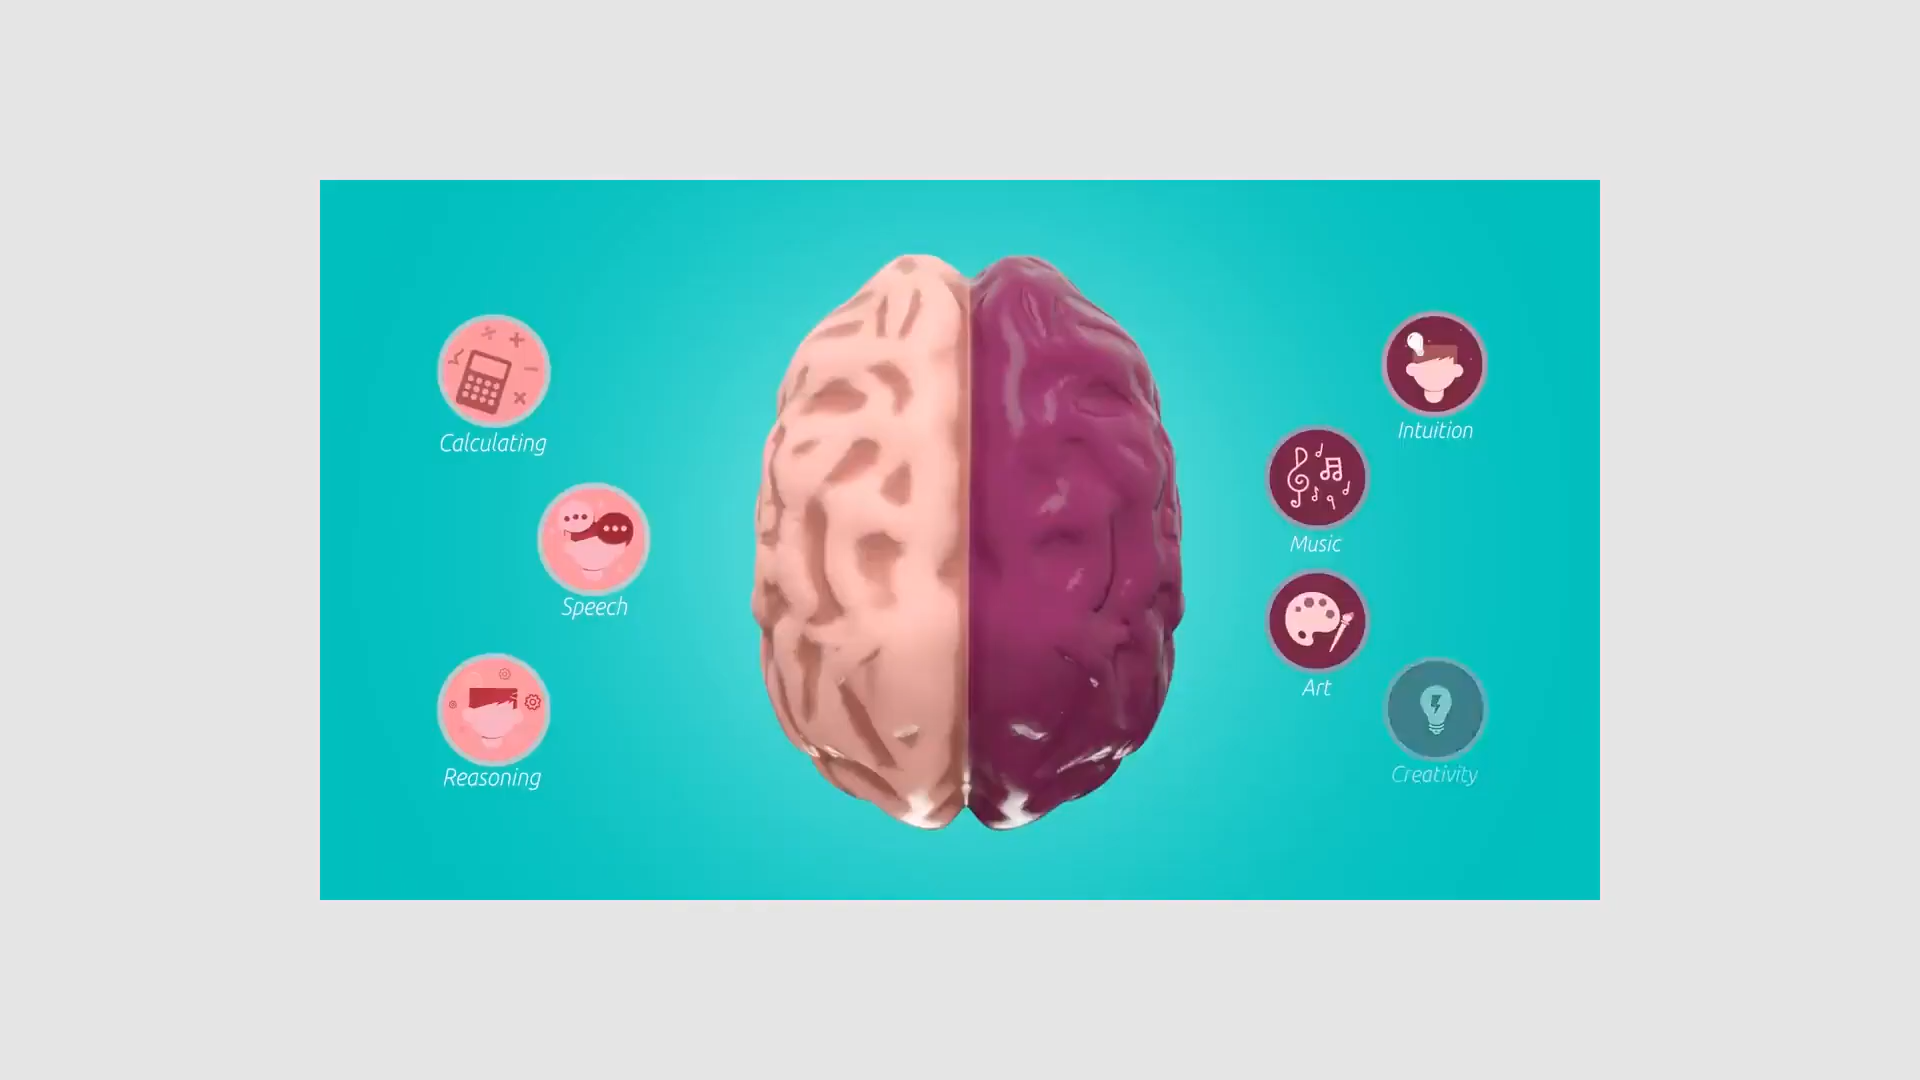 Calculating
Speech
Reasoning
Intuition
Music
Art
Creativity